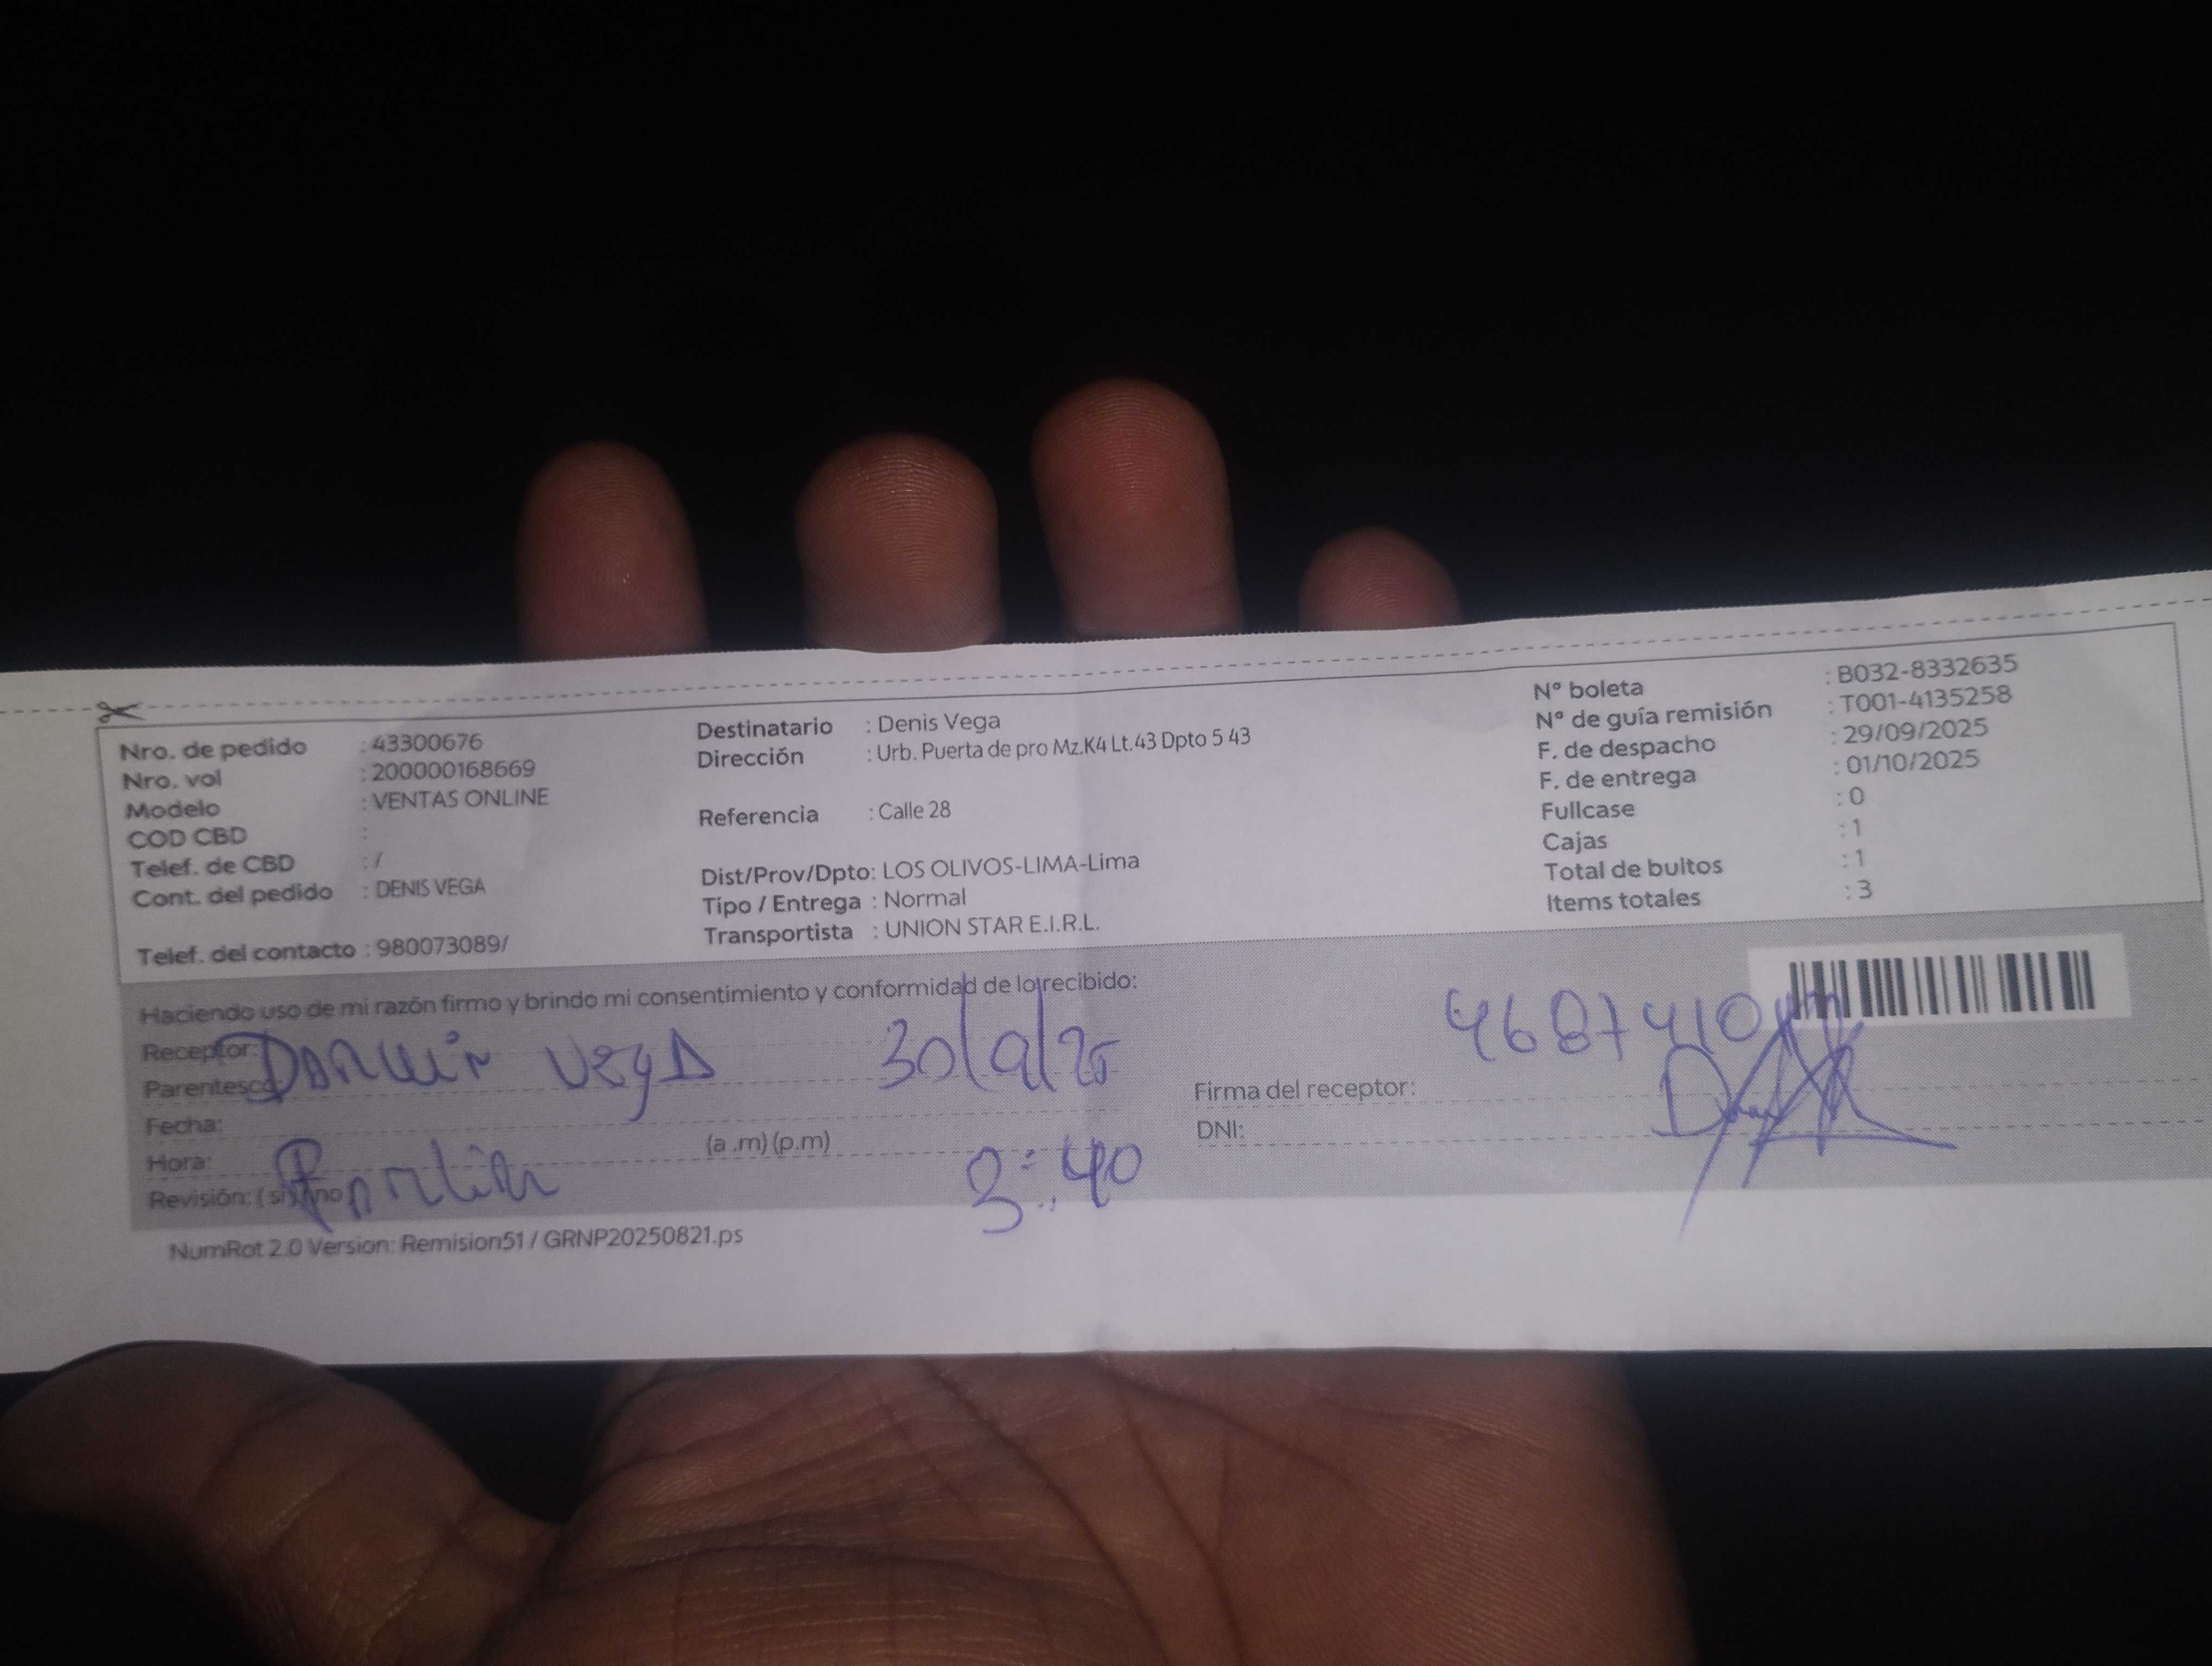 Nro. de pedido : 43300676
Nro. vol : 200000168669
Modelo : VENTAS ONLINE
COD CBD :
Telef. de CBD : /
Cont. del pedido : DENIS VEGA
Telef. del contacto : 980073089/
Destinatario : Denis Vega
Dirección : Urb. Puerta de pro Mz.K4 Lt.43 Dpto 5 43
Referencia : Calle 28
Dist/Prov/Dpto: LOS OLIVOS-LIMA-Lima
Tipo / Entrega : Normal
Transportista : UNION STAR E.I.R.L.
N° boleta : B032-8332635
N° de guía remisión : T001-4135258
F. de despacho : 29/09/2025
F. de entrega : 01/10/2025
Fullcase : 0
Cajas : 1
Total de bultos : 1
Items totales : 3
Haciendo uso de mi razón firmo y brindo mi consentimiento y conformidad de lo recibido:
Receptor: Darwin Vega 30/9/25
Parentesco
Fecha:
Hora: (a .m) (p.m) 3:40
Revisión: ( si ) / no
Firma del receptor:
DNI:
NumRot 2.0 Version: Remision51 / GRNP20250821.ps